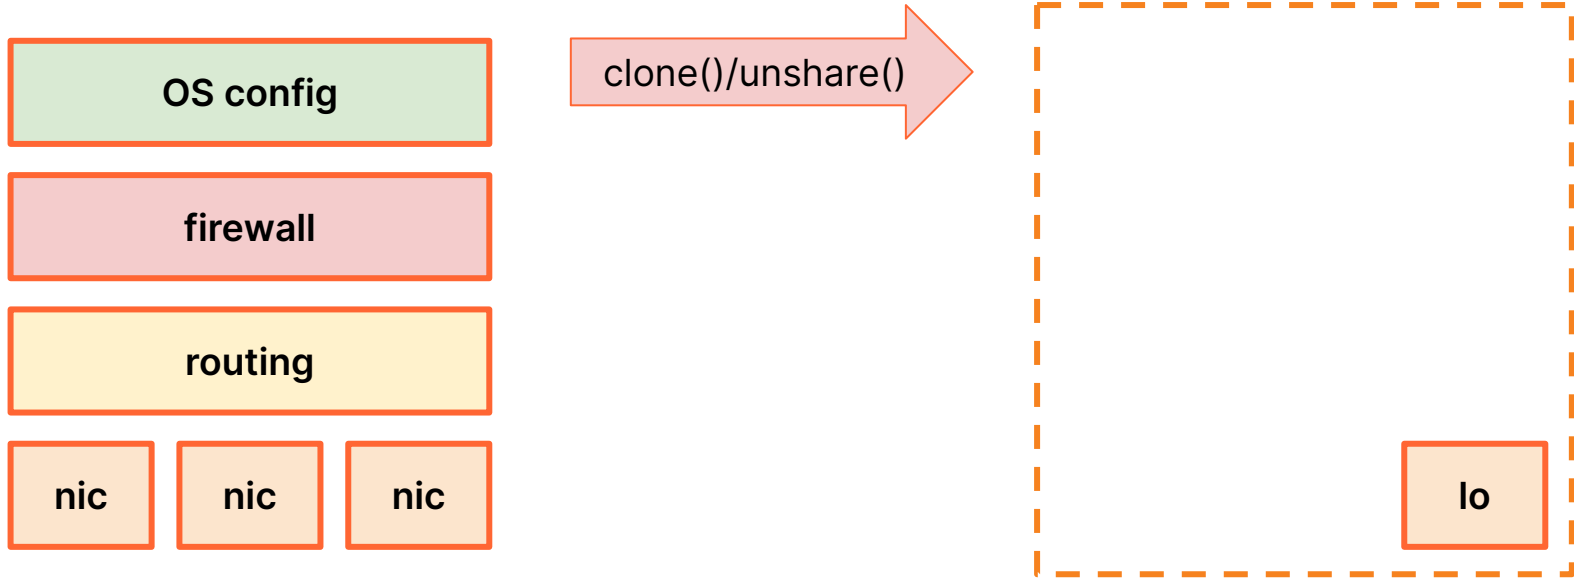 OS config
clone()/unshare()
firewall
routing
nic nic nic
lo